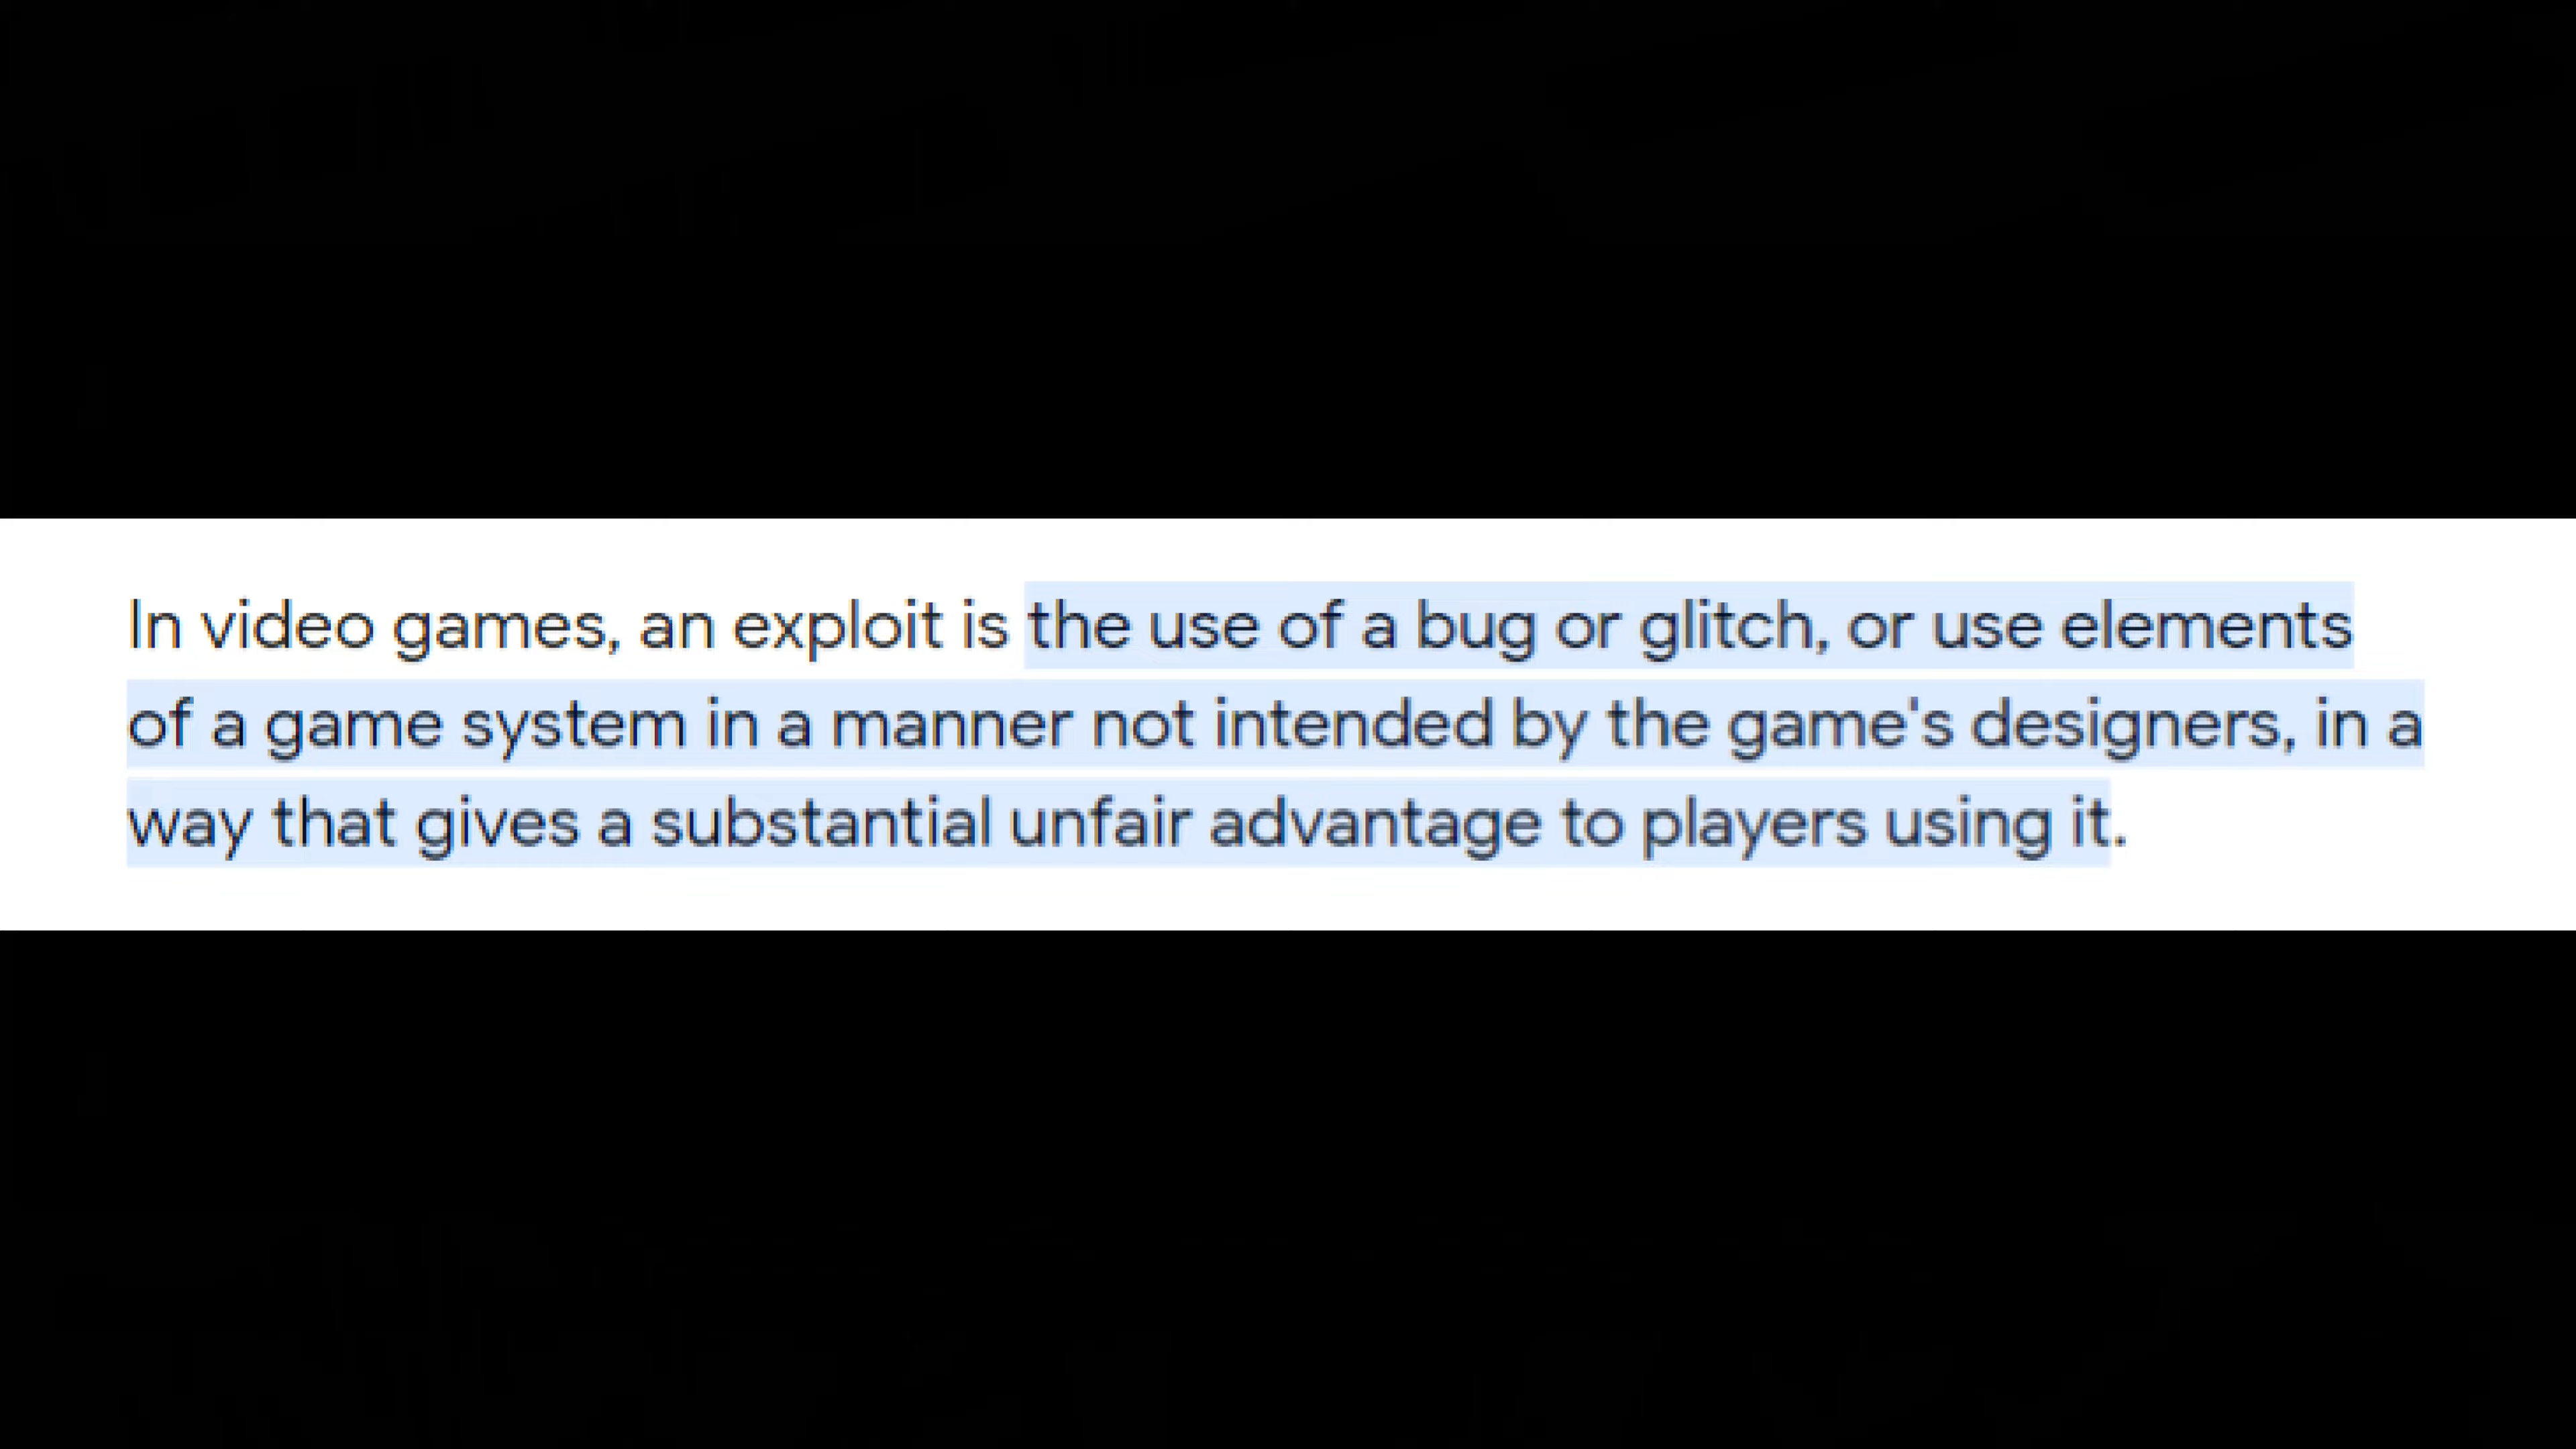 In video games, an exploit is the use of a bug or glitch, or use elements
of a game system in a manner not intended by the game's designers, in a
way that gives a substantial unfair advantage to players using it.